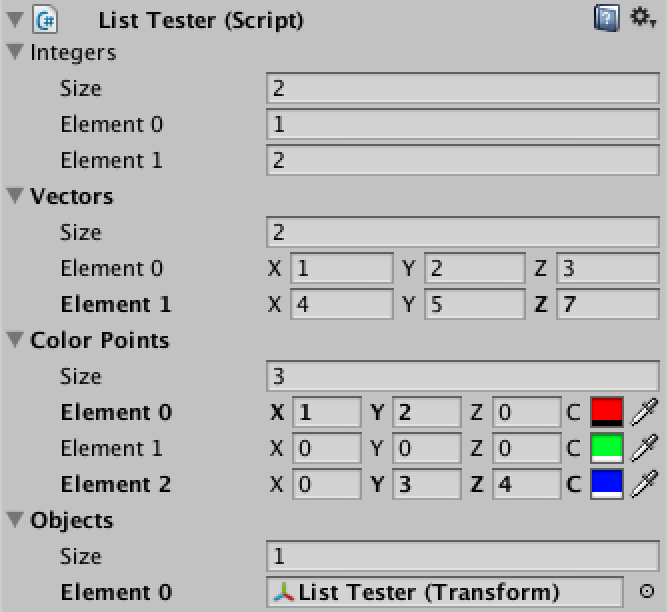 List Tester (Script)
Integers
Size 2
Element 0 1
Element 1 2
Vectors
Size 2
Element 0 X 1 Y 2 Z 3
Element 1 X 4 Y 5 Z 7
Color Points
Size 3
Element 0 X 1 Y 2 Z 0 C
Element 1 X 0 Y 0 Z 0 C
Element 2 X 0 Y 3 Z 4 C
Objects
Size 1
Element 0 List Tester (Transform)